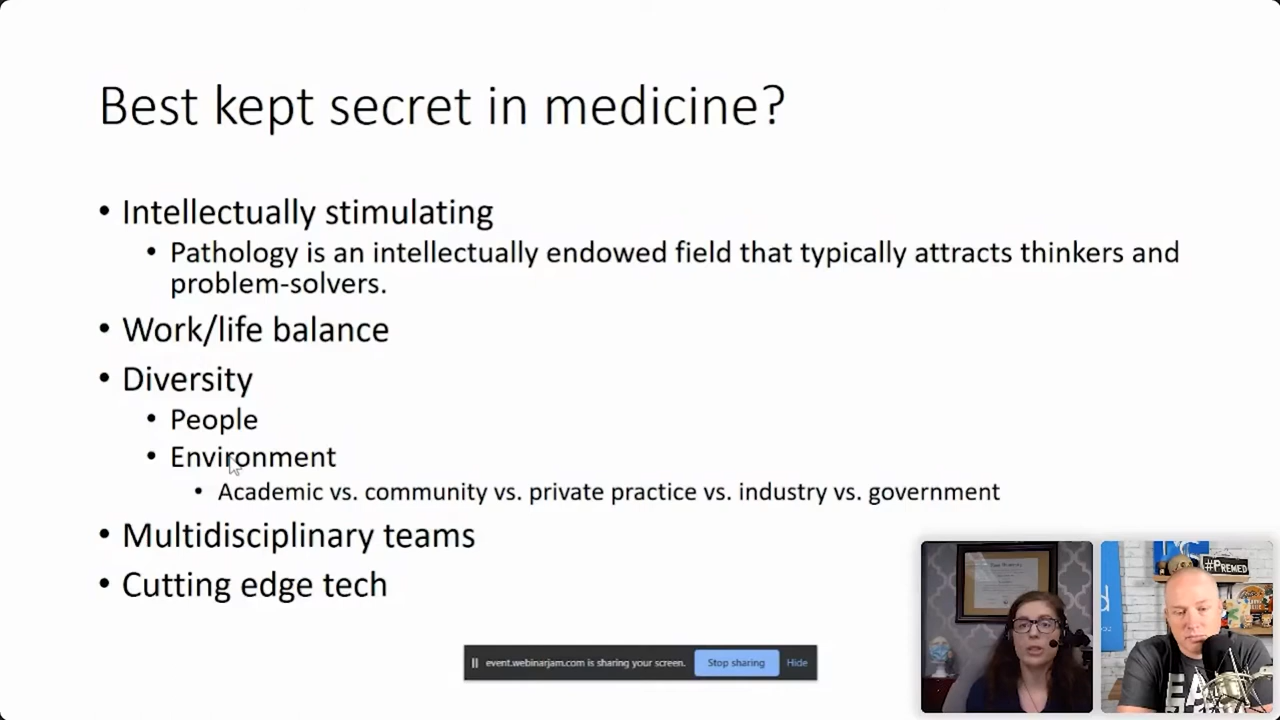 Best kept secret in medicine?
• Intellectually stimulating
• Pathology is an intellectually endowed field that typically attracts thinkers and
problem-solvers.
• Work/life balance
• Diversity
• People
• Environment
• Academic vs. community vs. private practice vs. industry vs. government
• Multidisciplinary teams
• Cutting edge tech
event.webinarjam.com is sharing your screen. Stop sharing Hide
#PREMED